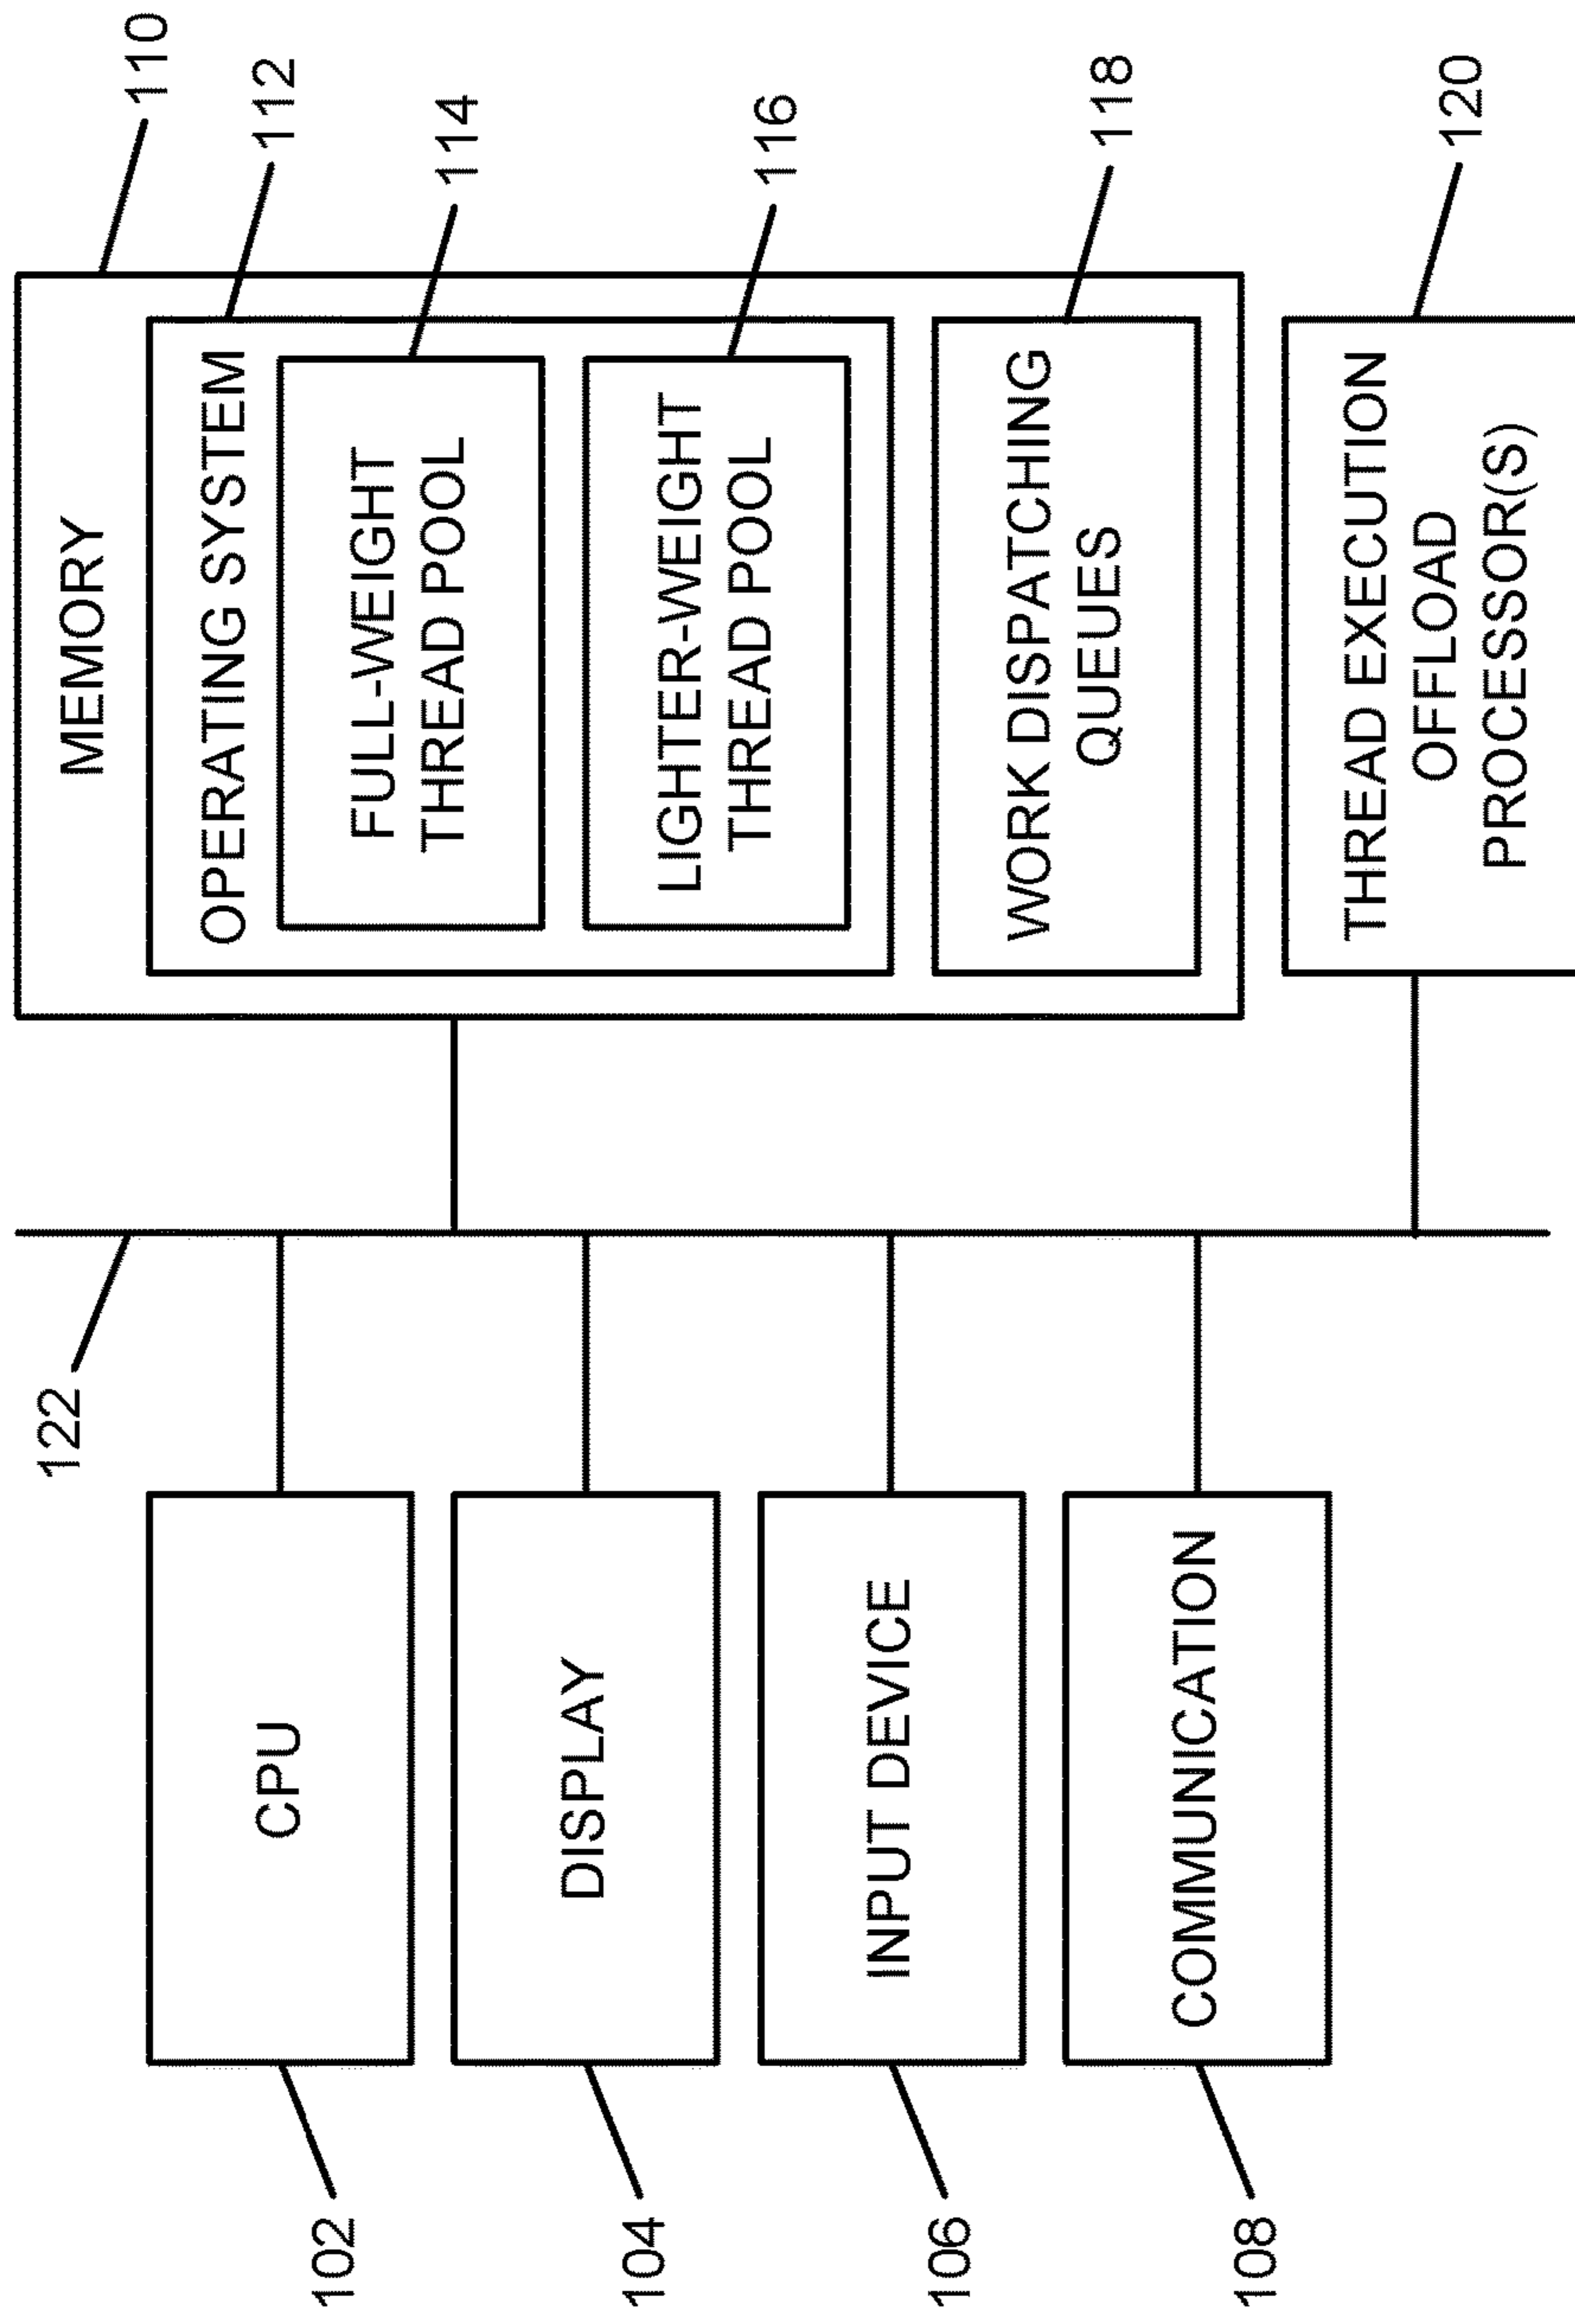 102
CPU
104
DISPLAY
106
INPUT DEVICE
108
COMMUNICATION
122
MEMORY
110
OPERATING SYSTEM
112
FULL-WEIGHT
THREAD POOL
114
LIGHTER-WEIGHT
THREAD POOL
116
WORK DISPATCHING
QUEUES
118
THREAD EXECUTION
OFFLOAD
PROCESSOR(S)
120